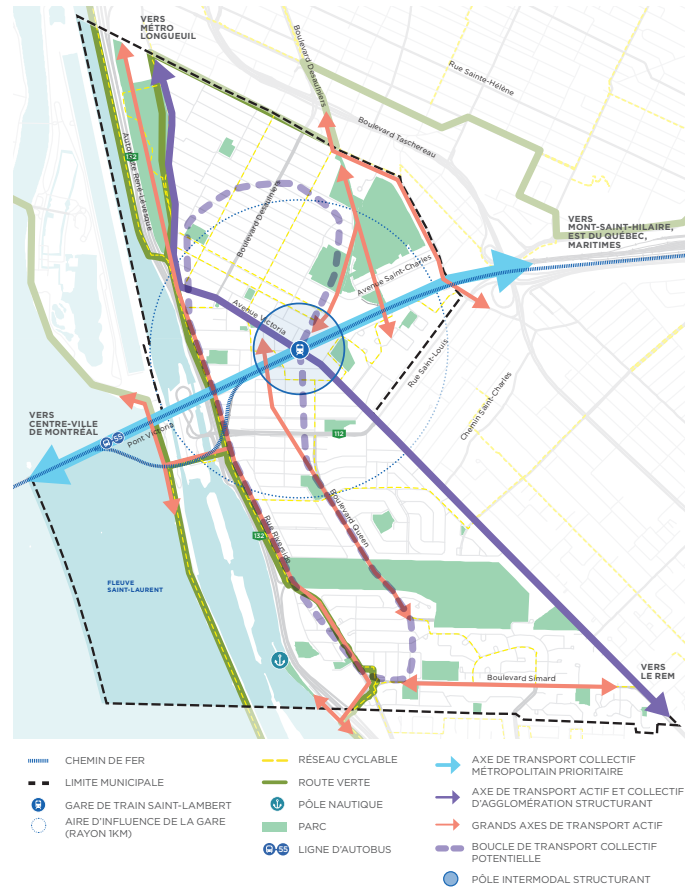 VERS
MÉTRO
LONGUEUIL
Boulevard Desaulniers
Rue Sainte-Hélène
Boulevard Taschereau
132
Autoroute René-Lévesque
Boulevard Desaulniers
VERS
MONT-SAINT-HILAIRE,
EST DU QUÉBEC,
MARITIMES
Avenue Saint-Charles
Avenue Victoria
Rue Saint-Louis
Chemin Saint-Charles
VERS
CENTRE-VILLE
DE MONTRÉAL
55
Pont Victoria
112
Boulevard Queen
Rue Riverside
132
FLEUVE
SAINT-LAURENT
VERS
LE REM
Boulevard Simard
CHEMIN DE FER
LIMITE MUNICIPALE
GARE DE TRAIN SAINT-LAMBERT
AIRE D'INFLUENCE DE LA GARE
(RAYON 1KM)
RÉSEAU CYCLABLE
ROUTE VERTE
PÔLE NAUTIQUE
PARC
55 LIGNE D'AUTOBUS
AXE DE TRANSPORT COLLECTIF
MÉTROPOLITAIN PRIORITAIRE
AXE DE TRANSPORT ACTIF ET COLLECTIF
D'AGGLOMÉRATION STRUCTURANT
GRANDS AXES DE TRANSPORT ACTIF
BOUCLE DE TRANSPORT COLLECTIF
POTENTIELLE
PÔLE INTERMODAL STRUCTURANT